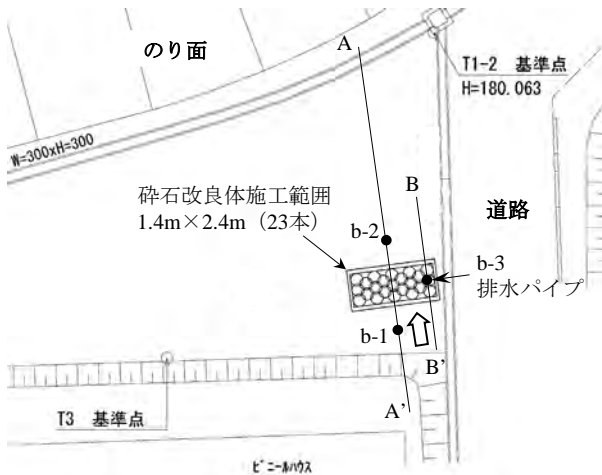 A
のり面
T1-2 基準点
H=180.063
W=300xH=300
B
砕石改良体施工範囲
1.4m×2.4m（23本）
道路
b-2
b-3
排水パイプ
b-1
B'
T3 基準点
A'
ビニールハウス